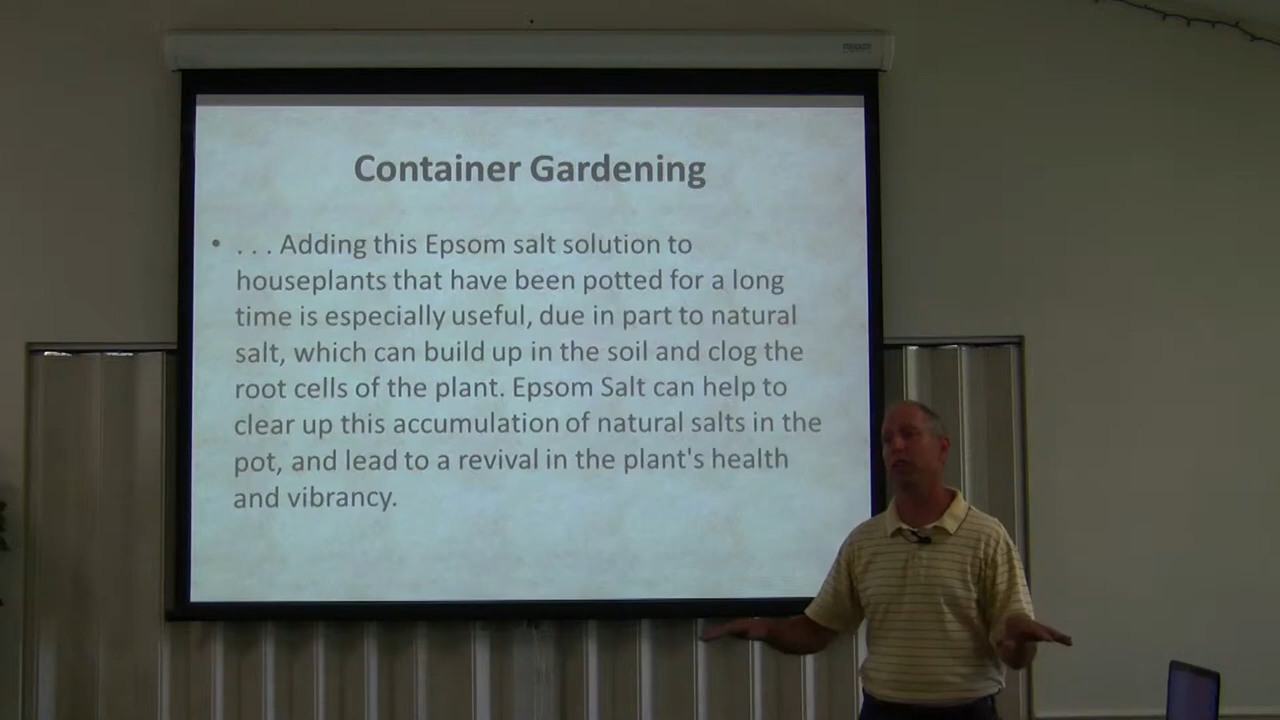 Container Gardening
• . . . Adding this Epsom salt solution to
houseplants that have been potted for a long
time is especially useful, due in part to natural
salt, which can build up in the soil and clog the
root cells of the plant. Epsom Salt can help to
clear up this accumulation of natural salts in the
pot, and lead to a revival in the plant's health
and vibrancy.